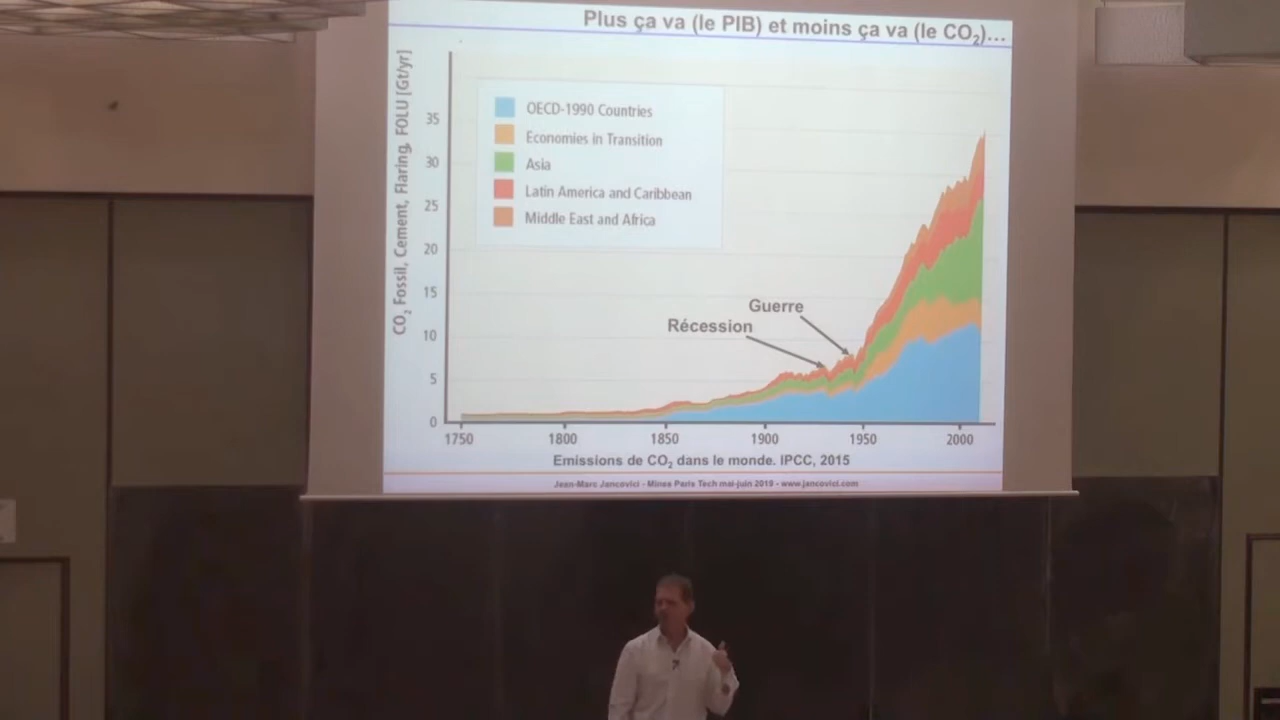 Plus ça va (le PIB) et moins ça va (le CO₂)...
CO₂ Fossil, Cement, Flaring, FOLU [Gt/yr]
35
30
25
20
15
10
5
0
OECD-1990 Countries
Economies in Transition
Asia
Latin America and Caribbean
Middle East and Africa
Guerre
Récession
1750 1800 1850 1900 1950 2000
Emissions de CO₂ dans le monde. IPCC, 2015
Jean-Marc Jancovici - Mines Paris Tech mai-juin 2019 - www.jancovici.com